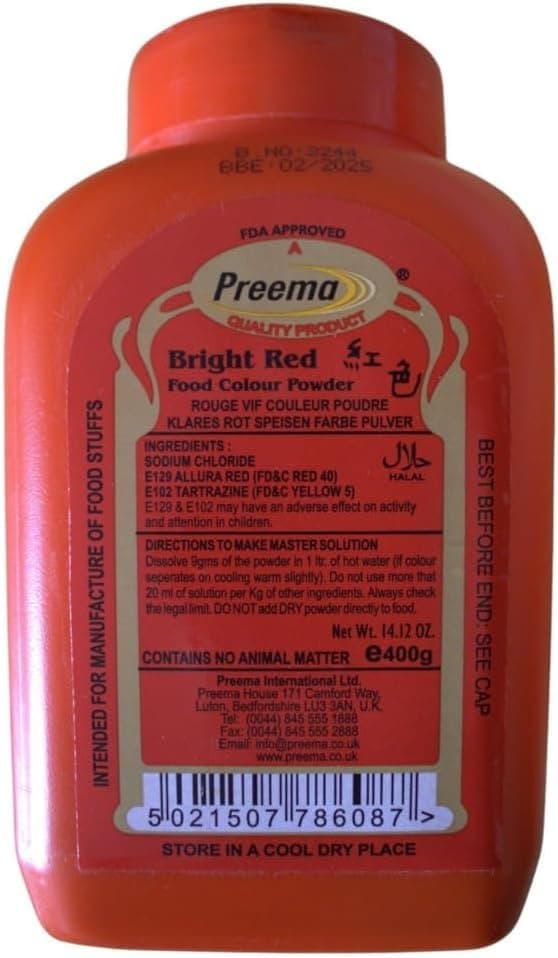 B.NO:3244
BBE:02/2025
FDA APPROVED
A
Preema®
QUALITY PRODUCT
Bright Red 紅色
Food Colour Powder
ROUGE VIF COULEUR POUDRE
KLARES ROT SPEISEN FARBE PULVER
INGREDIENTS :
SODIUM CHLORIDE
E129 ALLURA RED (FD&C RED 40)
E102 TARTRAZINE (FD&C YELLOW 5)
E129 & E102 may have an adverse effect on activity
and attention in children.
حلال
HALAL
DIRECTIONS TO MAKE MASTER SOLUTION
Dissolve 9gms of the powder in 1 ltr. of hot water (if colour
seperates on cooling warm slightly). Do not use more that
20 ml of solution per Kg of other ingredients. Always check
the legal limit. DO NOT add DRY powder directly to food.
Net Wt. 14.12 OZ.
CONTAINS NO ANIMAL MATTER e400g
Preema International Ltd.
Preema House 171 Camford Way,
Luton, Bedfordshire LU3 3AN, U.K.
Tel: (0044) 845 555 1888
Fax: (0044) 845 555 2888
Email: info@preema.co.uk
www.preema.co.uk
5 021507 786087 >
STORE IN A COOL DRY PLACE
INTENDED FOR MANUFACTURE OF FOOD STUFFS
BEST BEFORE END: SEE CAP